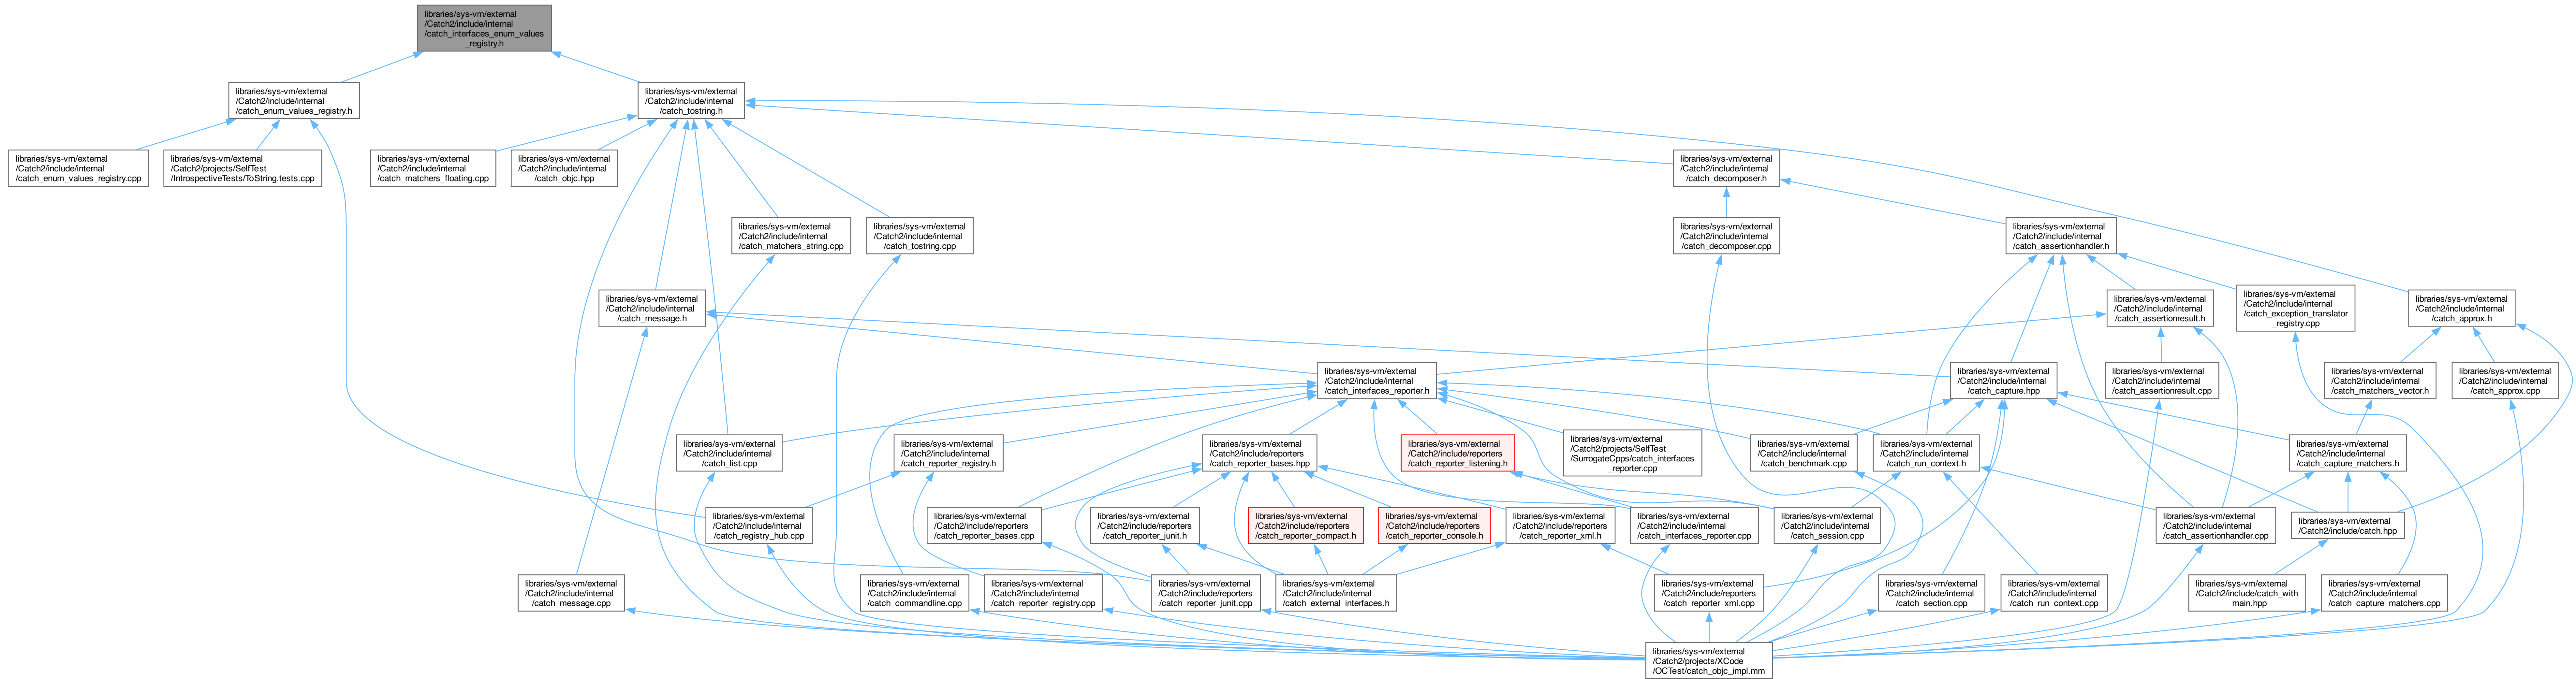 libraries/sys-vm/external
/Catch2/include/internal
/catch_interfaces_enum_values
_registry.h
libraries/sys-vm/external
/Catch2/include/internal
/catch_enum_values_registry.h
libraries/sys-vm/external
/Catch2/include/internal
/catch_tostring.h
libraries/sys-vm/external
/Catch2/include/internal
/catch_enum_values_registry.cpp
libraries/sys-vm/external
/Catch2/projects/SelfTest
/IntrospectiveTests/ToString.tests.cpp
libraries/sys-vm/external
/Catch2/include/internal
/catch_matchers_floating.cpp
libraries/sys-vm/external
/Catch2/include/internal
/catch_objc.hpp
libraries/sys-vm/external
/Catch2/include/internal
/catch_decomposer.h
libraries/sys-vm/external
/Catch2/include/internal
/catch_matchers_string.cpp
libraries/sys-vm/external
/Catch2/include/internal
/catch_tostring.cpp
libraries/sys-vm/external
/Catch2/include/internal
/catch_decomposer.cpp
libraries/sys-vm/external
/Catch2/include/internal
/catch_assertionhandler.h
libraries/sys-vm/external
/Catch2/include/internal
/catch_message.h
libraries/sys-vm/external
/Catch2/include/internal
/catch_assertionresult.h
libraries/sys-vm/external
/Catch2/include/internal
/catch_exception_translator
_registry.cpp
libraries/sys-vm/external
/Catch2/include/internal
/catch_approx.h
libraries/sys-vm/external
/Catch2/include/internal
/catch_interfaces_reporter.h
libraries/sys-vm/external
/Catch2/include/internal
/catch_capture.hpp
libraries/sys-vm/external
/Catch2/include/internal
/catch_assertionresult.cpp
libraries/sys-vm/external
/Catch2/include/internal
/catch_matchers_vector.h
libraries/sys-vm/external
/Catch2/include/internal
/catch_approx.cpp
libraries/sys-vm/external
/Catch2/include/internal
/catch_list.cpp
libraries/sys-vm/external
/Catch2/include/internal
/catch_reporter_registry.h
libraries/sys-vm/external
/Catch2/include/reporters
/catch_reporter_bases.hpp
libraries/sys-vm/external
/Catch2/include/reporters
/catch_reporter_listening.h
libraries/sys-vm/external
/Catch2/projects/SelfTest
/SurrogateCpps/catch_interfaces
_reporter.cpp
libraries/sys-vm/external
/Catch2/include/internal
/catch_benchmark.cpp
libraries/sys-vm/external
/Catch2/include/internal
/catch_run_context.h
libraries/sys-vm/external
/Catch2/include/internal
/catch_capture_matchers.h
libraries/sys-vm/external
/Catch2/include/internal
/catch_registry_hub.cpp
libraries/sys-vm/external
/Catch2/include/reporters
/catch_reporter_bases.cpp
libraries/sys-vm/external
/Catch2/include/reporters
/catch_reporter_junit.h
libraries/sys-vm/external
/Catch2/include/reporters
/catch_reporter_compact.h
libraries/sys-vm/external
/Catch2/include/reporters
/catch_reporter_console.h
libraries/sys-vm/external
/Catch2/include/reporters
/catch_reporter_xml.h
libraries/sys-vm/external
/Catch2/include/internal
/catch_interfaces_reporter.cpp
libraries/sys-vm/external
/Catch2/include/internal
/catch_session.cpp
libraries/sys-vm/external
/Catch2/include/internal
/catch_assertionhandler.cpp
libraries/sys-vm/external
/Catch2/include/catch.hpp
libraries/sys-vm/external
/Catch2/include/internal
/catch_message.cpp
libraries/sys-vm/external
/Catch2/include/internal
/catch_commandline.cpp
libraries/sys-vm/external
/Catch2/include/internal
/catch_reporter_registry.cpp
libraries/sys-vm/external
/Catch2/include/reporters
/catch_reporter_junit.cpp
libraries/sys-vm/external
/Catch2/include/internal
/catch_external_interfaces.h
libraries/sys-vm/external
/Catch2/include/reporters
/catch_reporter_xml.cpp
libraries/sys-vm/external
/Catch2/include/internal
/catch_section.cpp
libraries/sys-vm/external
/Catch2/include/internal
/catch_run_context.cpp
libraries/sys-vm/external
/Catch2/include/catch_with
_main.hpp
libraries/sys-vm/external
/Catch2/include/internal
/catch_capture_matchers.cpp
libraries/sys-vm/external
/Catch2/projects/XCode
/OCTest/catch_objc_impl.mm